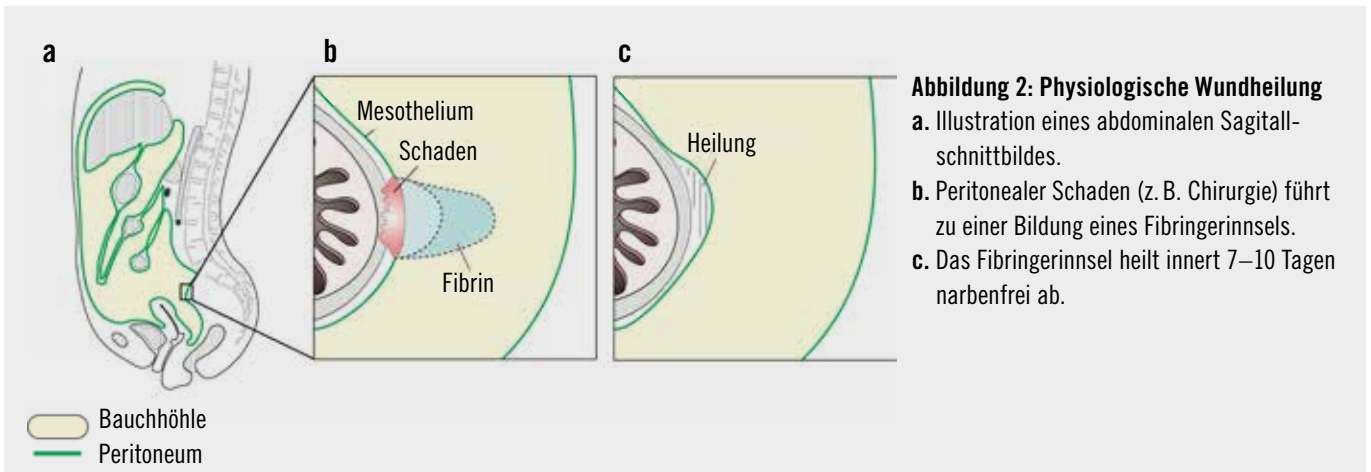 a
b
c
Mesothelium
Schaden
Fibrin
Heilung
Bauchhöhle
Peritoneum
Abbildung 2: Physiologische Wundheilung
a. Illustration eines abdominalen Sagitall-
schnittbildes.
b. Peritonealer Schaden (z. B. Chirurgie) führt
zu einer Bildung eines Fibringerinnsels.
c. Das Fibringerinnsel heilt innert 7–10 Tagen
narbenfrei ab.